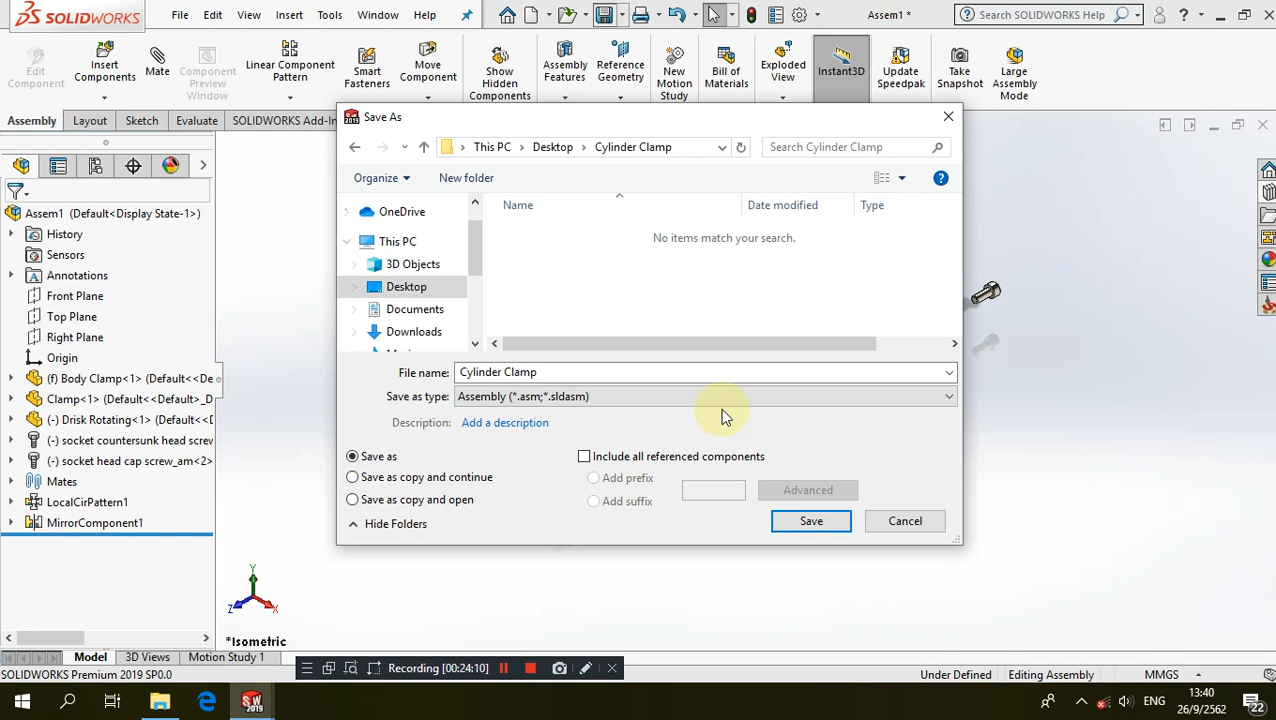 SOLIDWORKS
File Edit View Insert Tools Window Help
Assem1 *
Search SOLIDWORKS Help
?
Edit Component
Insert Components
Mate
Component Preview Window
Linear Component Pattern
Smart Fasteners
Move Component
Show Hidden Components
Assembly Features
Reference Geometry
New Motion Study
Bill of Materials
Exploded View
Instant3D
Update Speedpak
Take Snapshot
Large Assembly Mode
Assembly Layout Sketch Evaluate SOLIDWORKS Add-In
Assem1 (Default<Display State-1>)
History
Sensors
Annotations
Front Plane
Top Plane
Right Plane
Origin
(f) Body Clamp<1> (Default<<De
Clamp<1> (Default<<Default>_D
(-) Drisk Rotating<1> (Default<<
(-) socket countersunk head screw
(-) socket head cap screw_am<2>
Mates
LocalCirPattern1
MirrorComponent1
Save As
This PC > Desktop > Cylinder Clamp
Search Cylinder Clamp
Organize New folder
OneDrive
This PC
3D Objects
Desktop
Documents
Downloads
Name Date modified Type
No items match your search.
File name: Cylinder Clamp
Save as type: Assembly (*.asm;*.sldasm)
Description: Add a description
Save as
Save as copy and continue
Save as copy and open
Include all referenced components
Add prefix
Add suffix
Advanced
Hide Folders
Save Cancel
Y
Z X
*Isometric
Model 3D Views Motion Study 1
Recording [00:24:10]
SOLIDWORKS Premium 2019 SP0.0
Under Defined Editing Assembly MMGS
SW 2019
ENG
13:40
26/9/2562
22